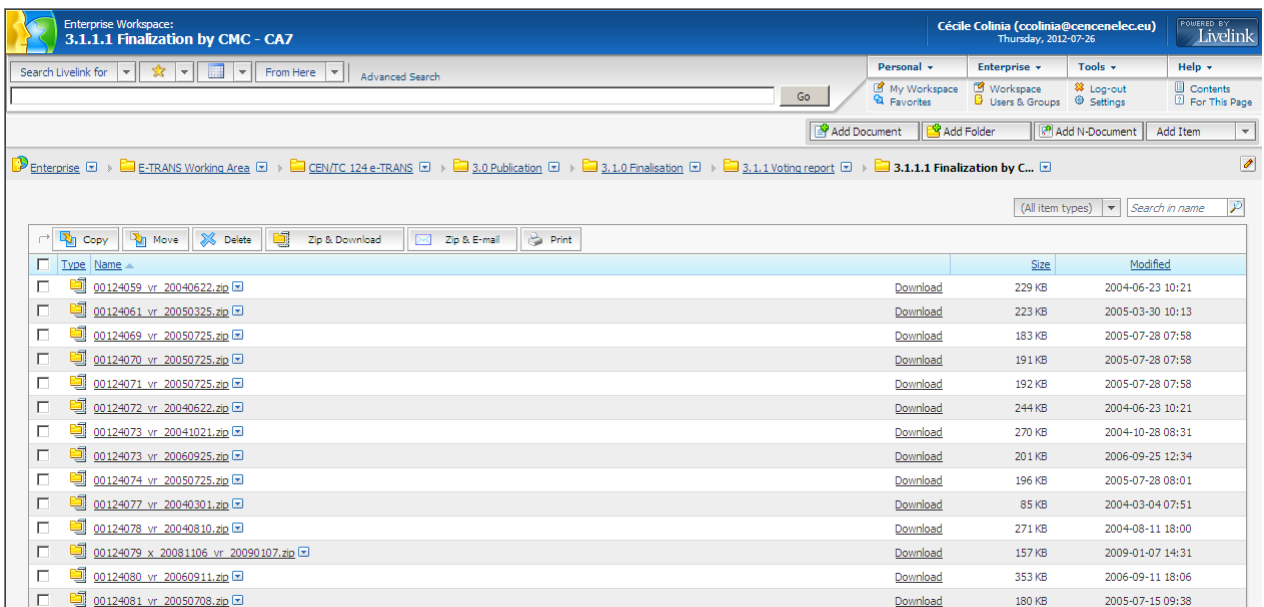 Enterprise Workspace:
3.1.1.1 Finalization by CMC - CA7
Cécile Colinia (ccolinia@cencenelec.eu)
Thursday, 2012-07-26
POWERED BY
Livelink
Search Livelink for From Here Advanced Search
Go
Personal Enterprise Tools Help
My Workspace Workspace Log-out Contents
Favorites Users & Groups Settings For This Page
Add Document Add Folder Add N-Document Add Item
Enterprise E-TRANS Working Area CEN/TC 124 e-TRANS 3.0 Publication 3.1.0 Finalisation 3.1.1 Voting report 3.1.1.1 Finalization by C...
(All item types) Search in name
Copy Move Delete Zip & Download Zip & E-mail Print
Type Name Size Modified
00124059_vr_20040622.zip Download 229 KB 2004-06-23 10:21
00124061_vr_20050325.zip Download 223 KB 2005-03-30 10:13
00124069_vr_20050725.zip Download 183 KB 2005-07-28 07:58
00124070_vr_20050725.zip Download 191 KB 2005-07-28 07:58
00124071_vr_20050725.zip Download 192 KB 2005-07-28 07:58
00124072_vr_20040622.zip Download 244 KB 2004-06-23 10:21
00124073_vr_20041021.zip Download 270 KB 2004-10-28 08:31
00124073_vr_20060925.zip Download 201 KB 2006-09-25 12:34
00124074_vr_20050725.zip Download 196 KB 2005-07-28 08:01
00124077_vr_20040301.zip Download 85 KB 2004-03-04 07:51
00124078_vr_20040810.zip Download 271 KB 2004-08-11 18:00
00124079_x_20081106_vr_20090107.zip Download 157 KB 2009-01-07 14:31
00124080_vr_20060911.zip Download 353 KB 2006-09-11 18:06
00124081_vr_20050708.zip Download 180 KB 2005-07-15 09:38